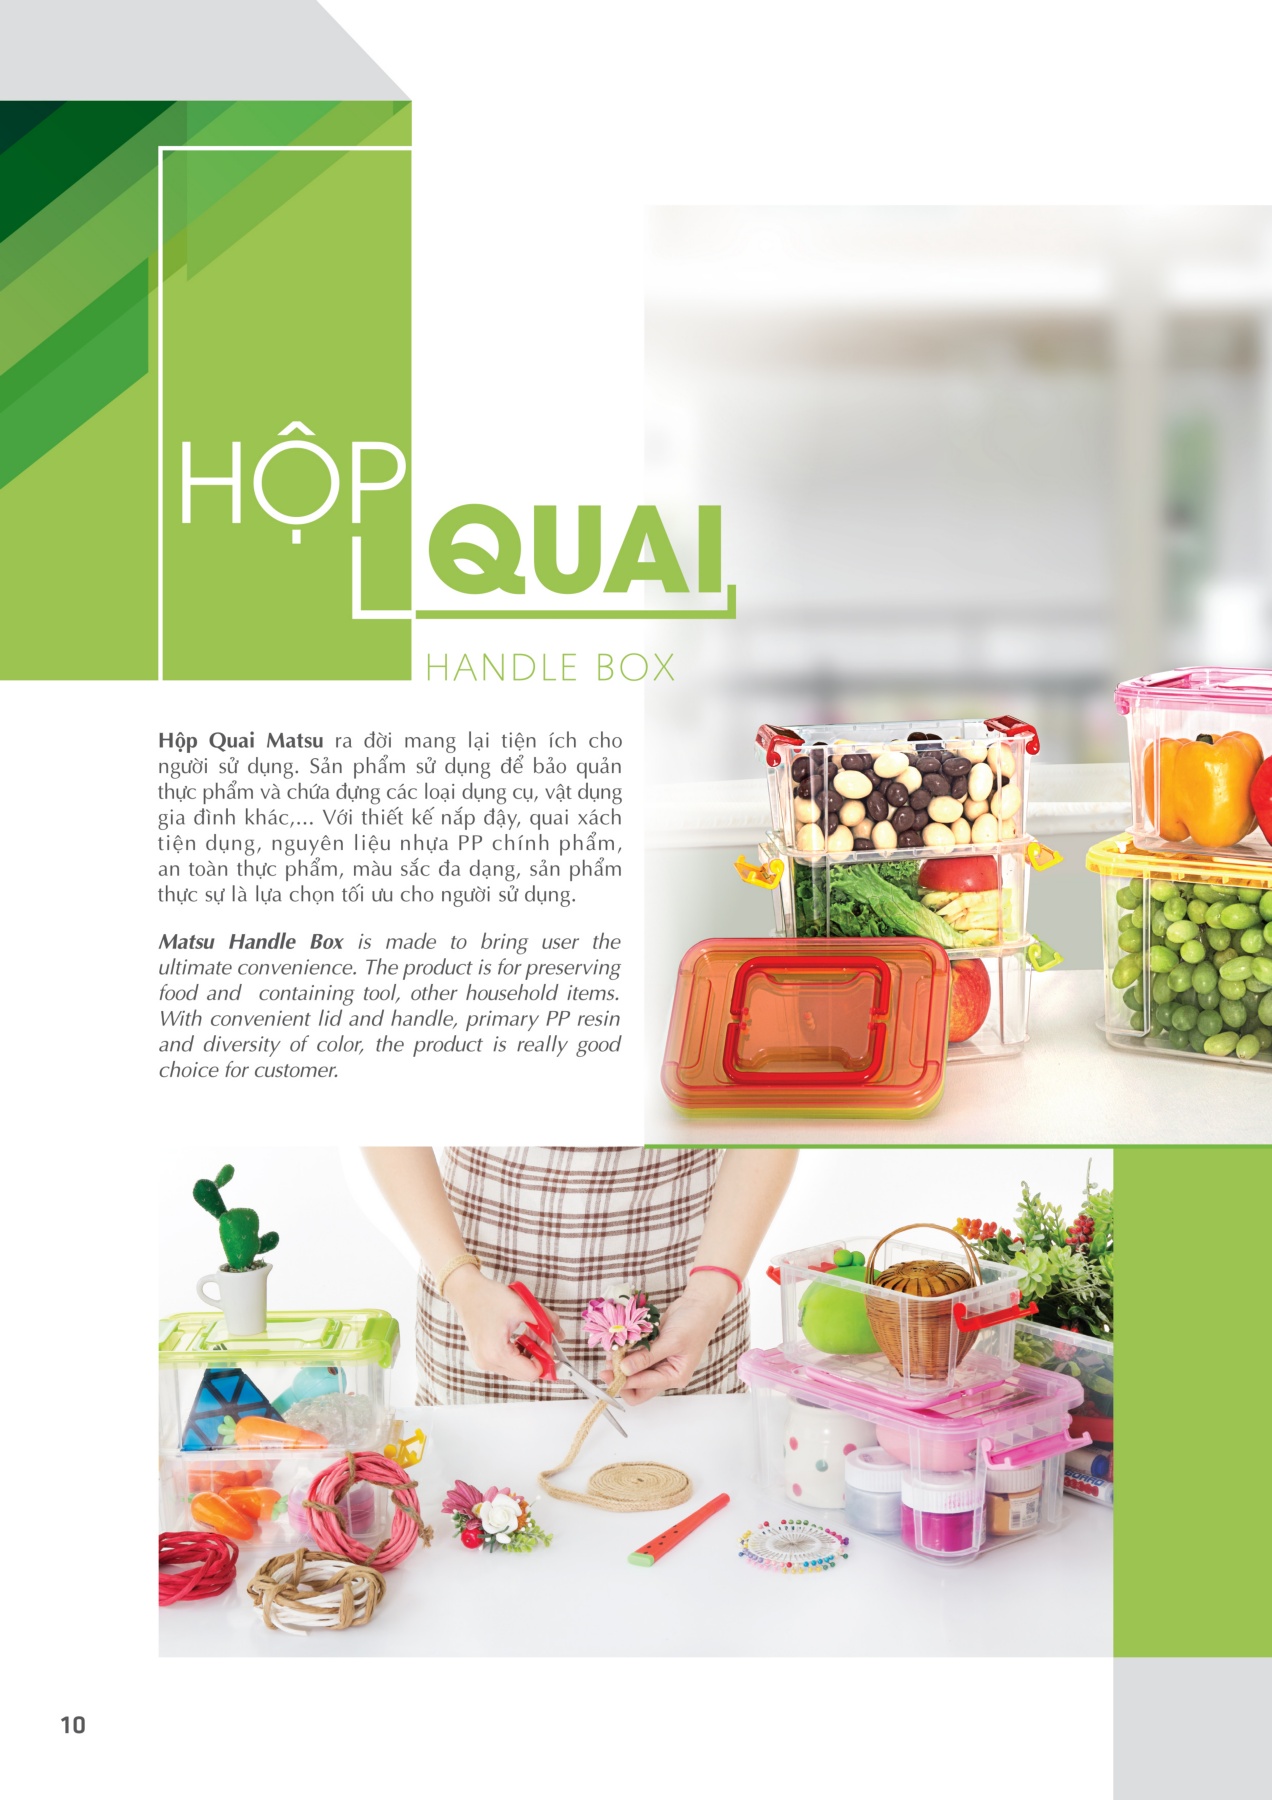 HỘP
QUAI
HANDLE BOX
Hộp Quai Matsu ra đời mang lại tiện ích cho
người sử dụng. Sản phẩm sử dụng để bảo quản
thực phẩm và chứa đựng các loại dụng cụ, vật dụng
gia đình khác,... Với thiết kế nắp đậy, quai xách
tiện dụng, nguyên liệu nhựa PP chính phẩm,
an toàn thực phẩm, màu sắc đa dạng, sản phẩm
thực sự là lựa chọn tối ưu cho người sử dụng.
Matsu Handle Box is made to bring user the
ultimate convenience. The product is for preserving
food and containing tool, other household items.
With convenient lid and handle, primary PP resin
and diversity of color, the product is really good
choice for customer.
10